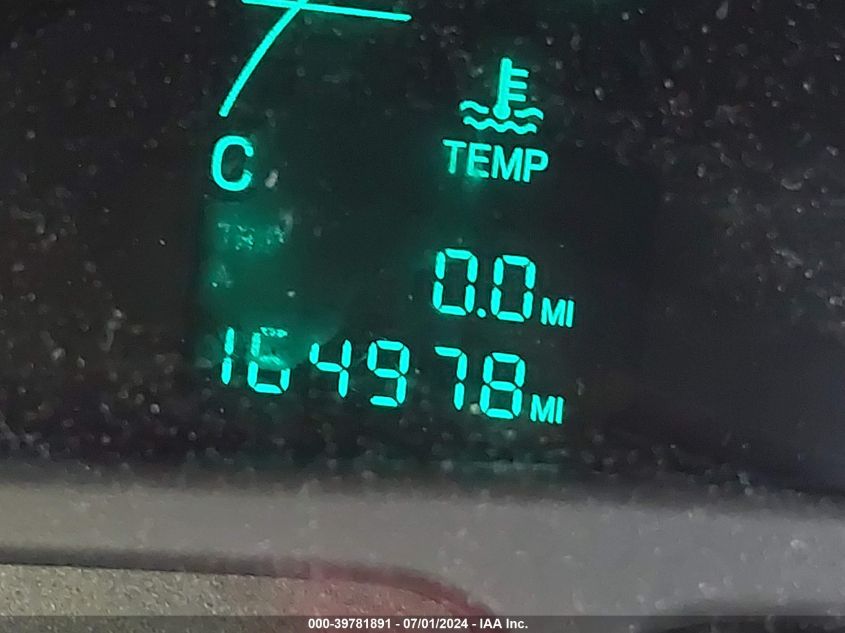 C
TEMP
0.0 MI
164978 MI
000-39781891 - 07/01/2024 - IAA Inc.